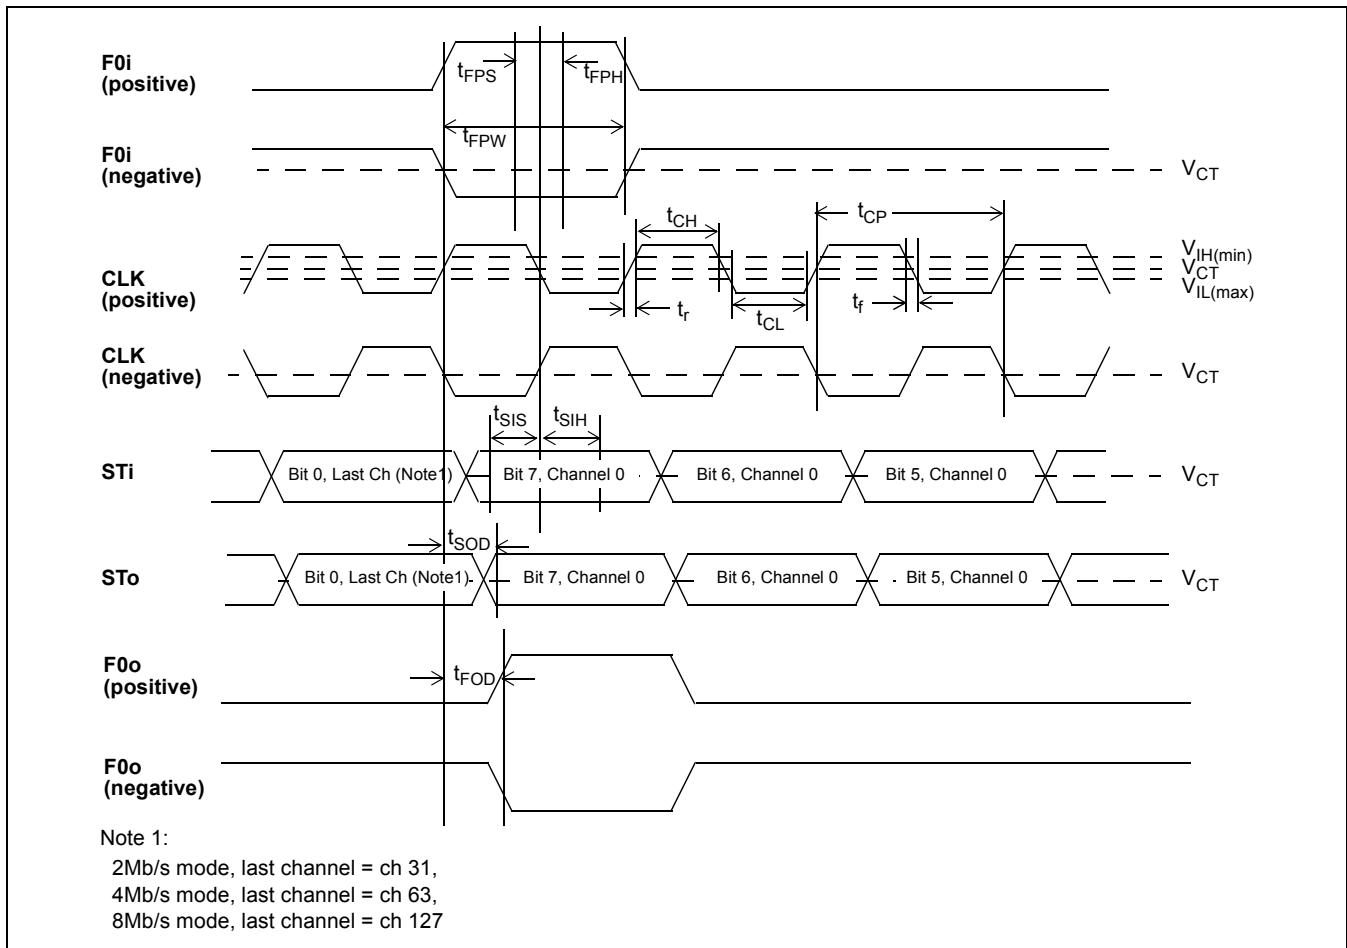 F0i
(positive)
tFPS
tFPH
tFPW
F0i
(negative)
VCT
tCH
tCP
CLK
(positive)
VIH(min)
VCT
VIL(max)
tr
tCL
tf
CLK
(negative)
VCT
tSIS
tSIH
STi
Bit 0, Last Ch (Note1)
Bit 7, Channel 0
Bit 6, Channel 0
Bit 5, Channel 0
VCT
tSOD
STo
Bit 0, Last Ch (Note1)
Bit 7, Channel 0
Bit 6, Channel 0
Bit 5, Channel 0
VCT
F0o
(positive)
tFOD
F0o
(negative)
Note 1:
2Mb/s mode, last channel = ch 31,
4Mb/s mode, last channel = ch 63,
8Mb/s mode, last channel = ch 127